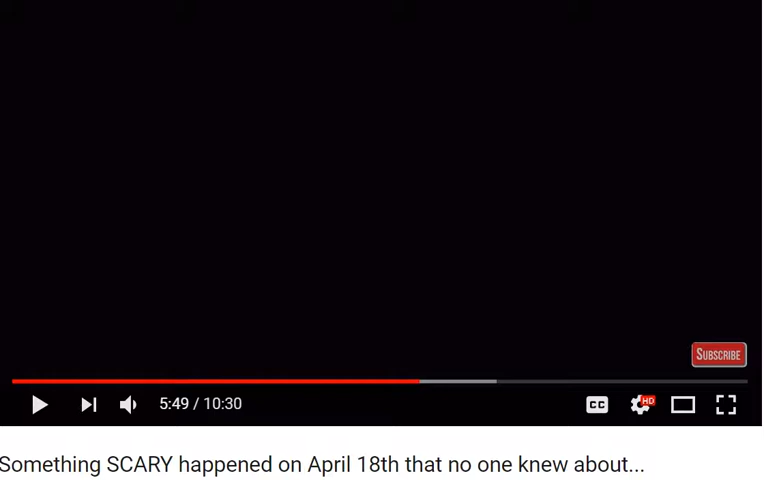 SUBSCRIBE
5:49 / 10:30 CC HD
Something SCARY happened on April 18th that no one knew about...